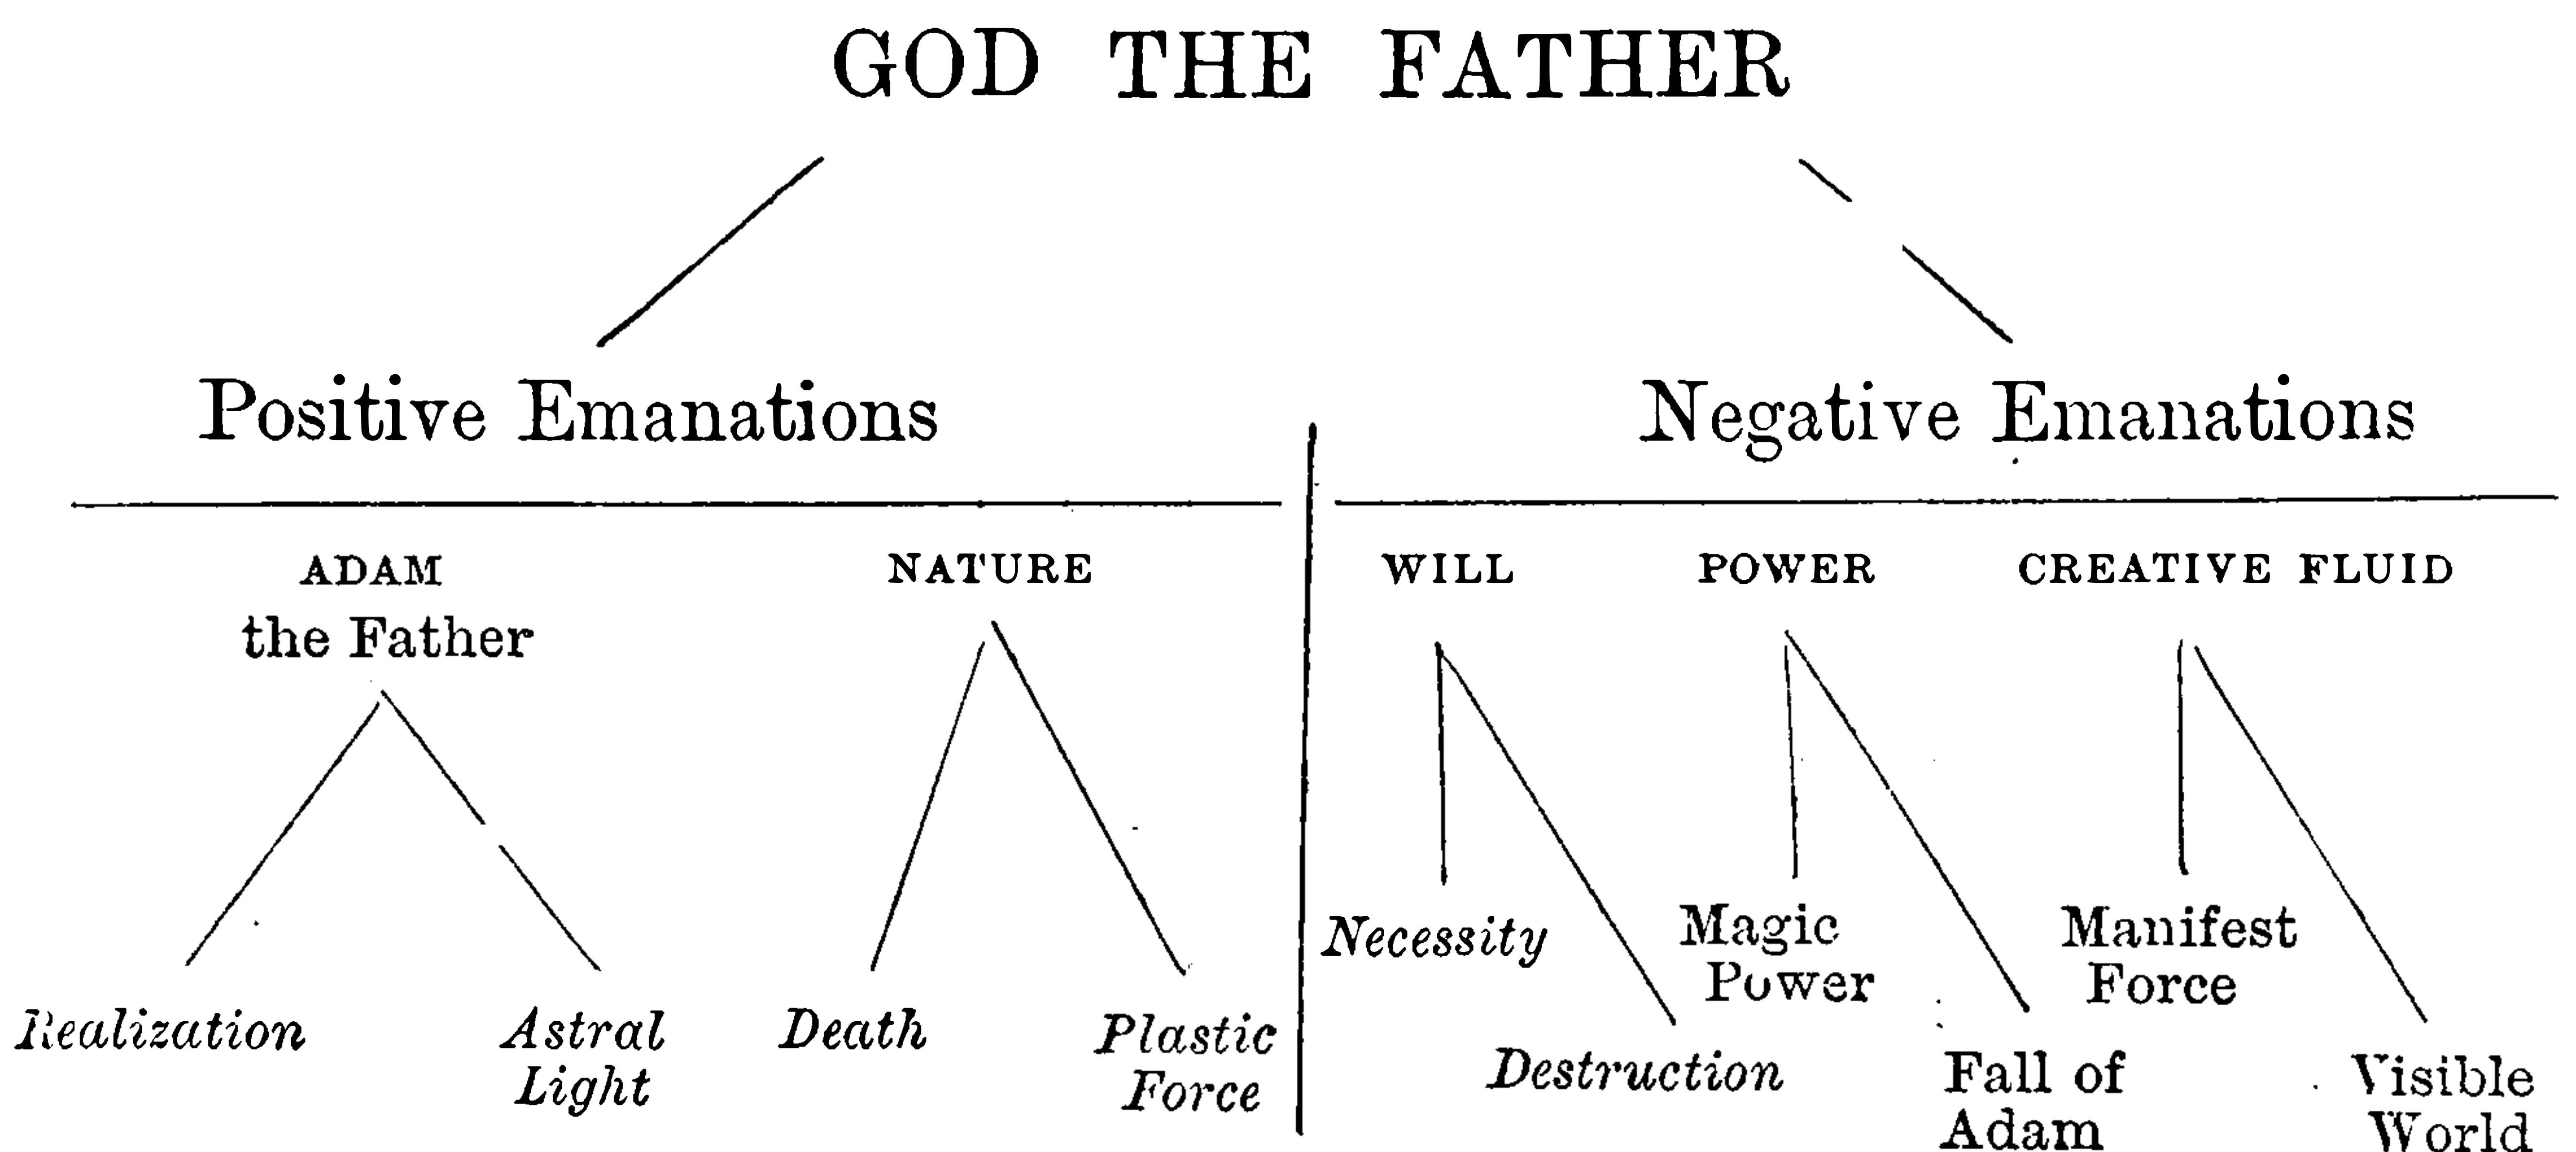 GOD THE FATHER
Positive Emanations
Negative Emanations
ADAM
the Father
NATURE
WILL
POWER
CREATIVE FLUID
Realization
Astral
Light
Death
Plastic
Force
Necessity
Destruction
Magic
Power
Fall of
Adam
Manifest
Force
Visible
World